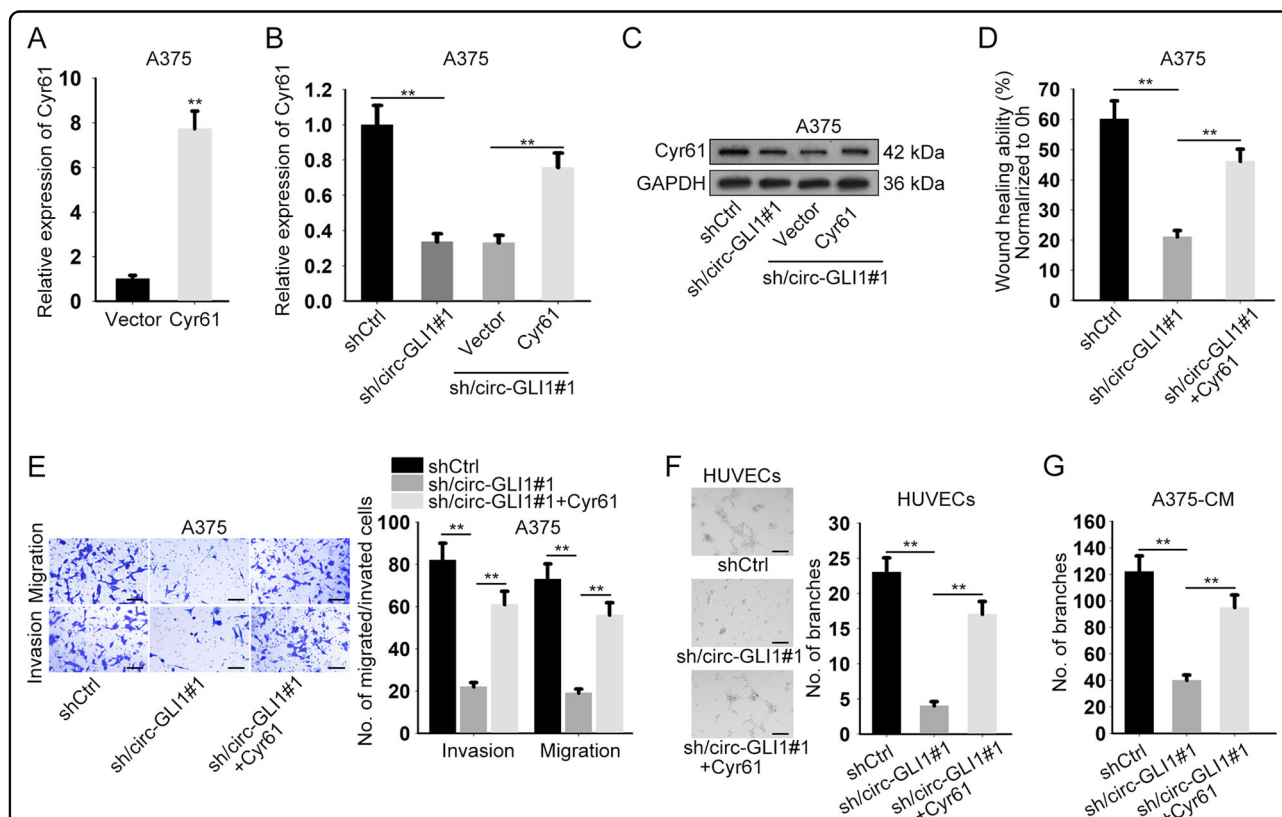 A
A375
Relative expression of Cyr61
10
8
6
4
2
0
**
Vector Cyr61
B
A375
Relative expression of Cyr61
1.2
1.0
0.8
0.6
0.4
0.2
0.0
**
**
shCtrl
sh/circ-GLI1#1
Vector
Cyr61
sh/circ-GLI1#1
C
A375
Cyr61
42 kDa
GAPDH
36 kDa
shCtrl
sh/circ-GLI1#1
Vector
Cyr61
sh/circ-GLI1#1
D
A375
Wound healing ability (%)
Normalrized to 0h
70
60
50
40
30
20
10
0
**
**
shCtrl
sh/circ-GLI1#1
sh/circ-GLI1#1
+Cyr61
E
A375
Migration
Invasion
shCtrl
sh/circ-GLI1#1
sh/circ-GLI1#1
+Cyr61
shCtrl
sh/circ-GLI1#1
sh/circ-GLI1#1+Cyr61
A375
No. of migrated/invated cells
100
80
60
40
20
0
**
**
**
**
Invasion
Migration
F
HUVECs
shCtrl
sh/circ-GLI1#1
sh/circ-GLI1#1
+Cyr61
HUVECs
No. of branches
30
25
20
15
10
5
0
**
**
shCtrl
sh/circ-GLI1#1
sh/circ-GLI1#1
+Cyr61
G
A375-CM
No. of branches
160
140
120
100
80
60
40
20
0
**
**
shCtrl
sh/circ-GLI1#1
sh/circ-GLI1#1
+Cyr61